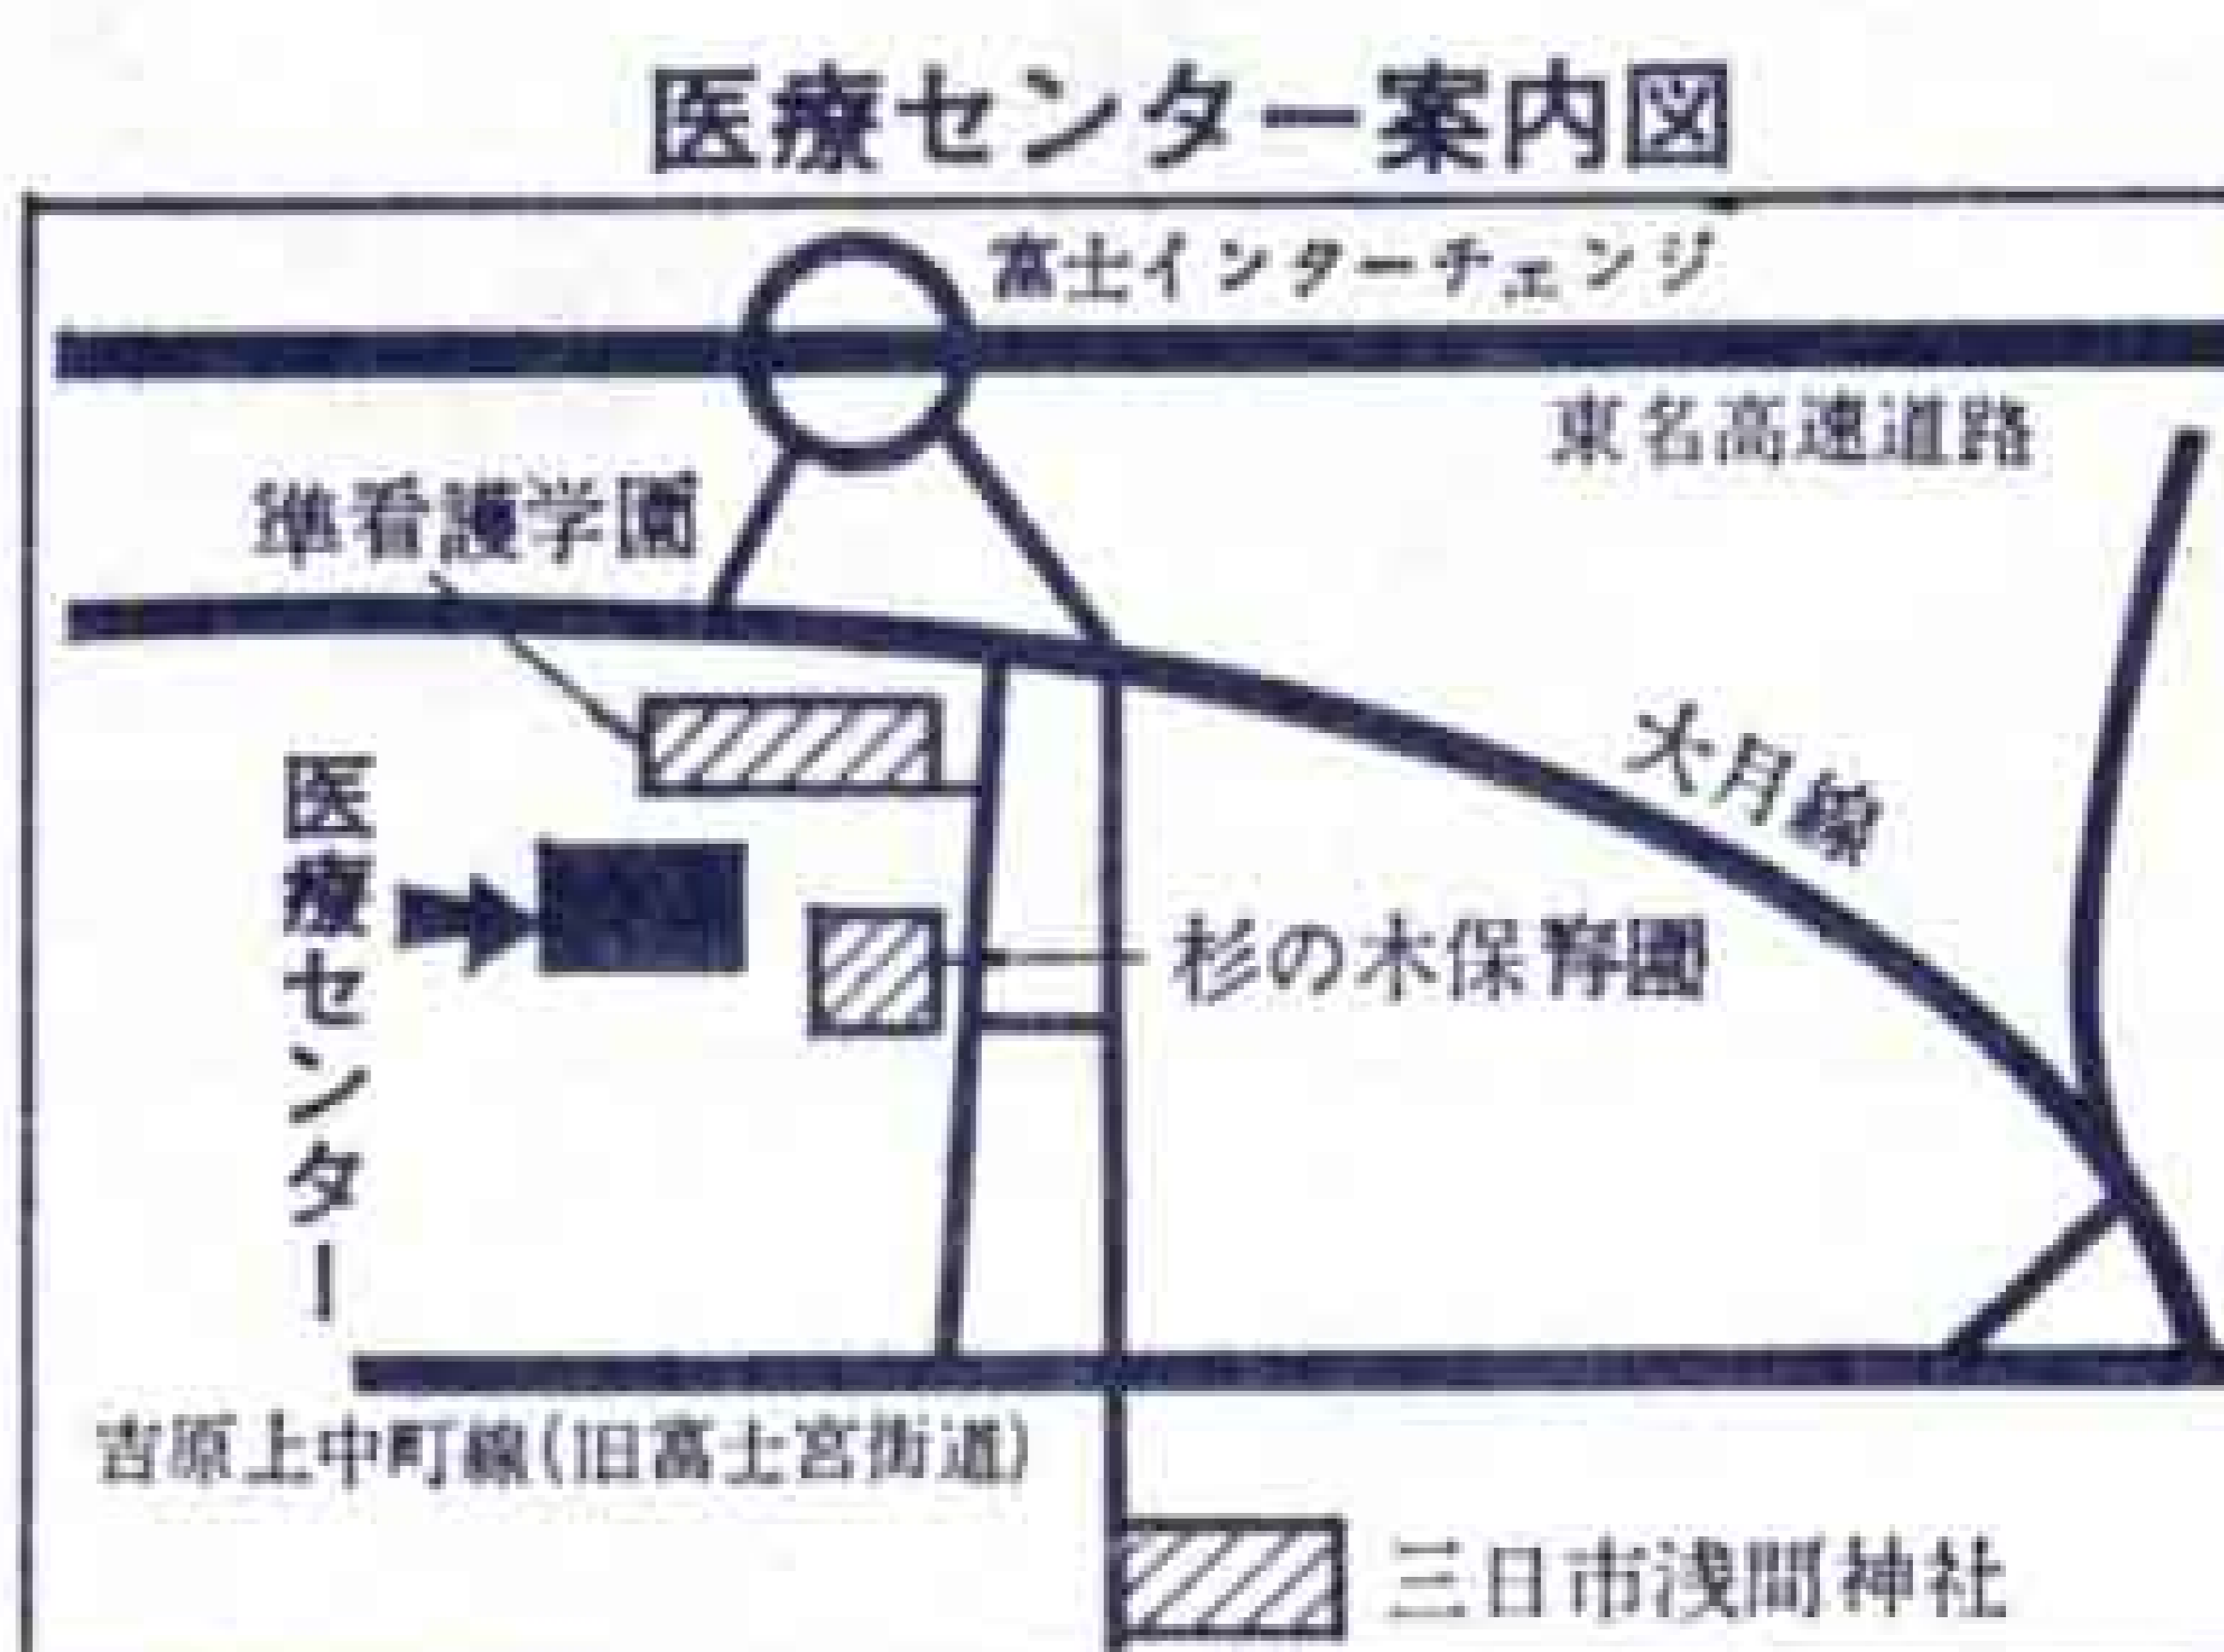 医療センター案内図
富士インターチェンジ
東名高速道路
準看護学園
大月線
医療センター
杉の木保育園
吉原上中町線(旧富士宮街道)
三日市浅間神社